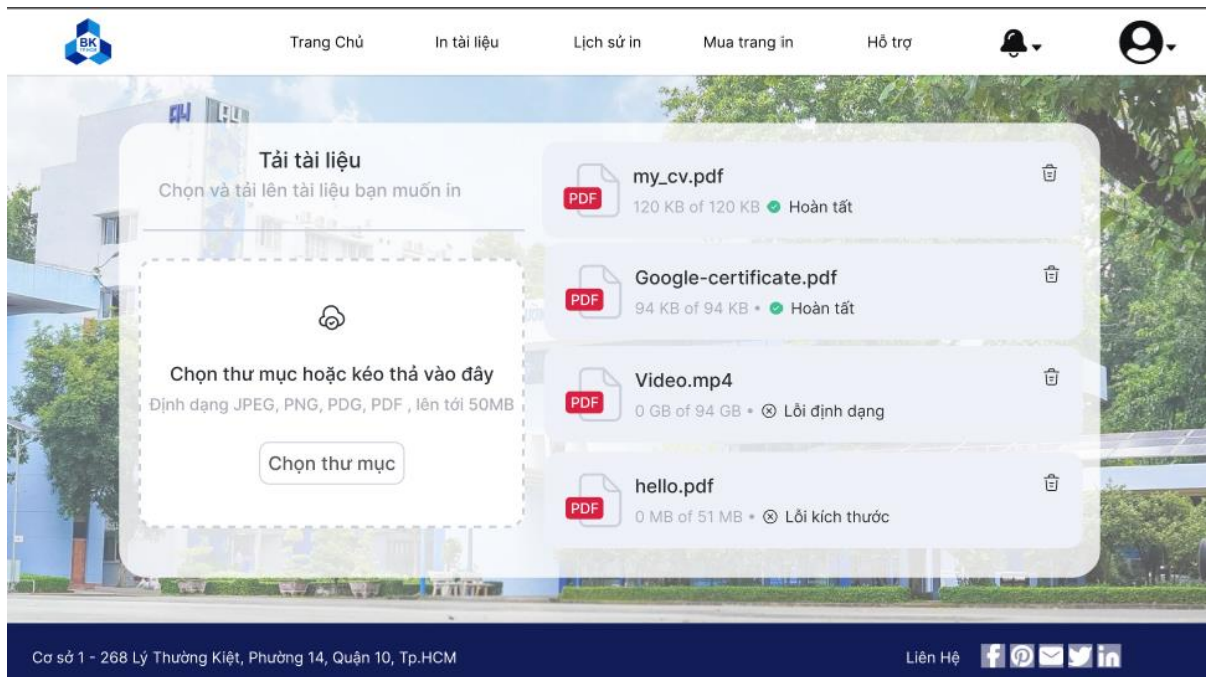 BK
Trang Chủ
In tài liệu
Lịch sử in
Mua trang in
Hỗ trợ
Tải tài liệu
Chọn và tải lên tài liệu bạn muốn in
Chọn thư mục hoặc kéo thả vào đây
Định dạng JPEG, PNG, PDG, PDF , lên tới 50MB
Chọn thư mục
PDF
my_cv.pdf
120 KB of 120 KB Hoàn tất
PDF
Google-certificate.pdf
94 KB of 94 KB • Hoàn tất
PDF
Video.mp4
0 GB of 94 GB • Lỗi định dạng
PDF
hello.pdf
0 MB of 51 MB • Lỗi kích thước
Cơ sở 1 - 268 Lý Thường Kiệt, Phường 14, Quận 10, Tp.HCM
Liên Hệ